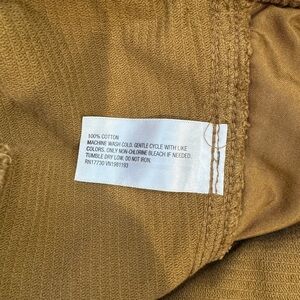 100% COTTON
MACHINE WASH COLD, GENTLE CYCLE WITH LIKE
COLORS. ONLY NON-CHLORINE BLEACH IF NEEDED.
TUMBLE DRY LOW. DO NOT IRON.
RN17730 VN1981193